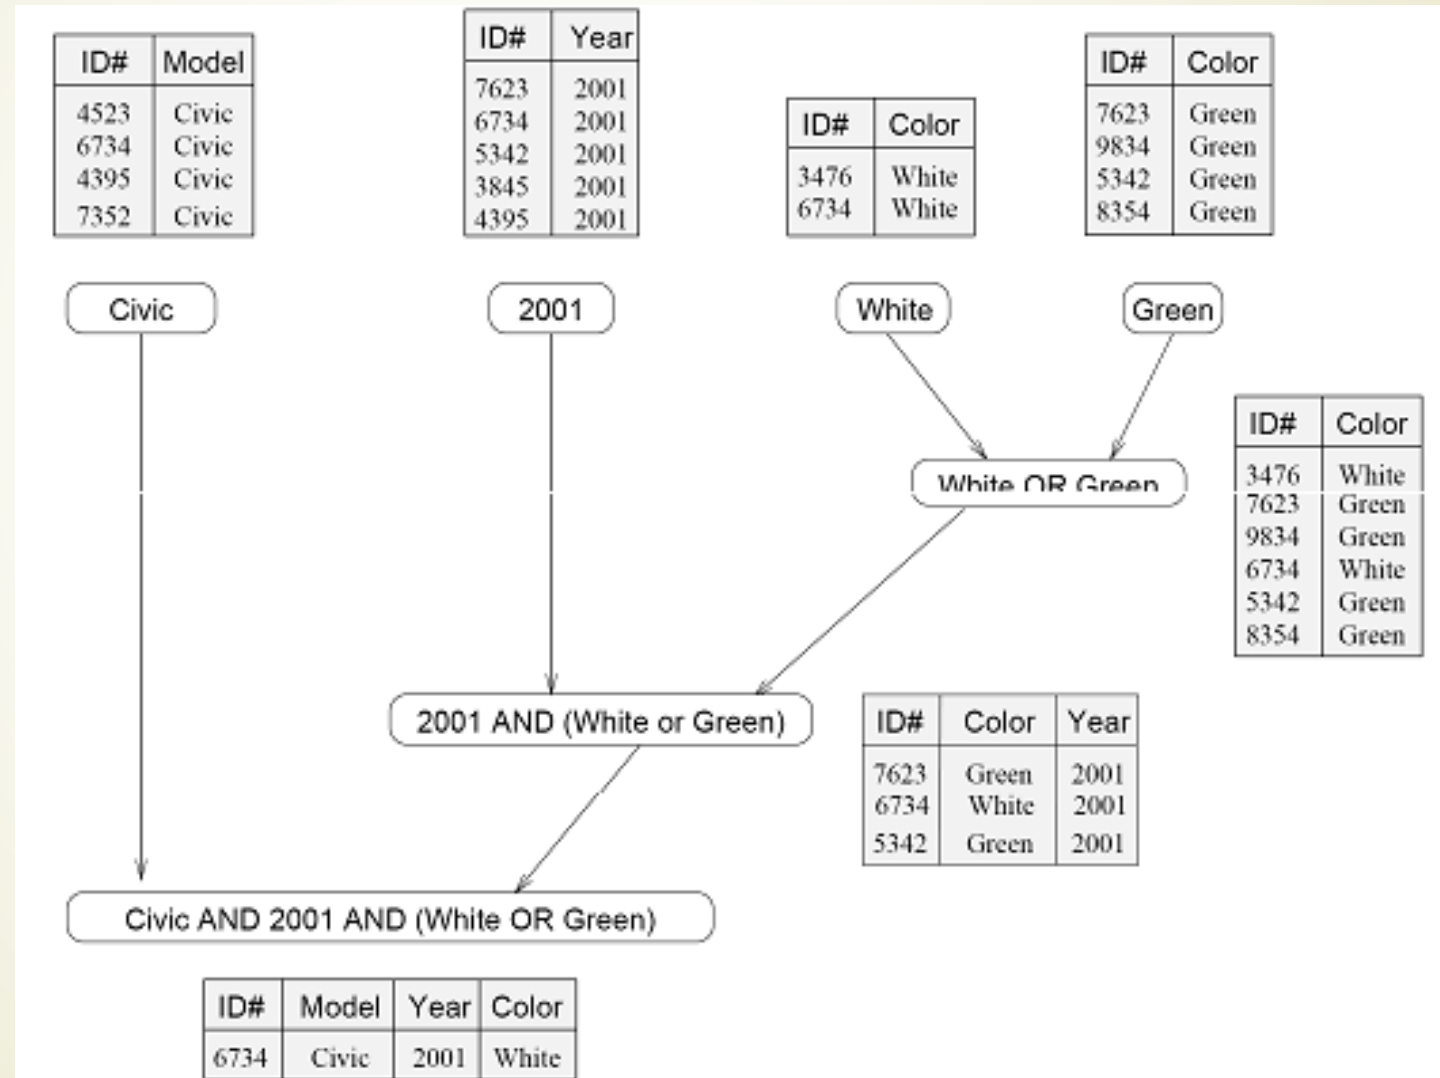 ID# Model
4523 Civic
6734 Civic
4395 Civic
7352 Civic
ID# Year
7623 2001
6734 2001
5342 2001
3845 2001
4395 2001
ID# Color
3476 White
6734 White
ID# Color
7623 Green
9834 Green
5342 Green
8354 Green
Civic
2001
White
Green
White OR Green
ID# Color
3476 White
7623 Green
9834 Green
6734 White
5342 Green
8354 Green
2001 AND (White or Green)
ID# Color Year
7623 Green 2001
6734 White 2001
5342 Green 2001
Civic AND 2001 AND (White OR Green)
ID# Model Year Color
6734 Civic 2001 White